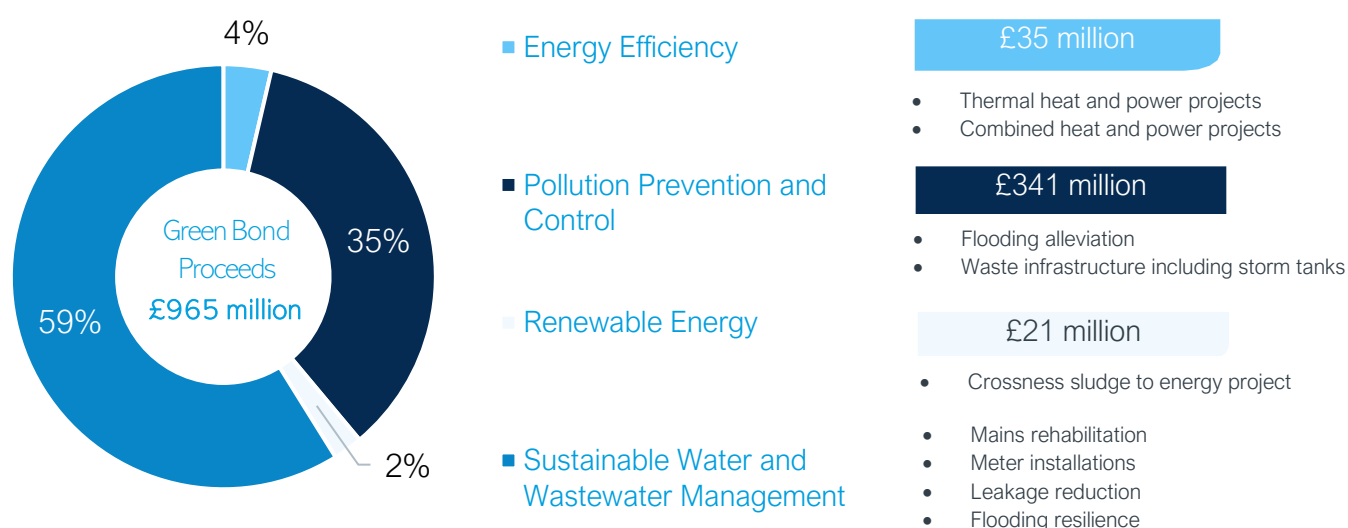 4%
35%
2%
59%
Green Bond
Proceeds
£965 million
Energy Efficiency
Pollution Prevention and
Control
Renewable Energy
Sustainable Water and
Wastewater Management
£35 million
• Thermal heat and power projects
• Combined heat and power projects
£341 million
• Flooding alleviation
• Waste infrastructure including storm tanks
£21 million
• Crossness sludge to energy project
• Mains rehabilitation
• Meter installations
• Leakage reduction
• Flooding resilience